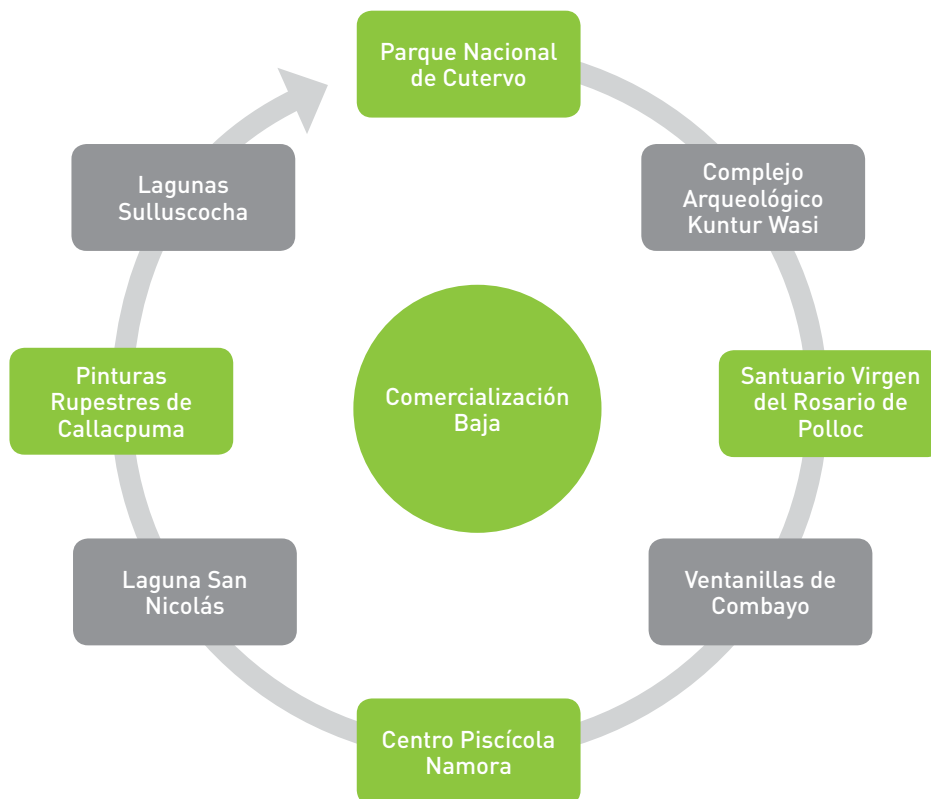 Parque Nacional
de Cutervo
Complejo
Arqueológico
Kuntur Wasi
Santuario Virgen
del Rosario de
Polloc
Ventanillas de
Combayo
Centro Piscícola
Namora
Laguna San
Nicolás
Pinturas
Rupestres de
Callacpuma
Lagunas
Sulluscocha
Comercialización
Baja